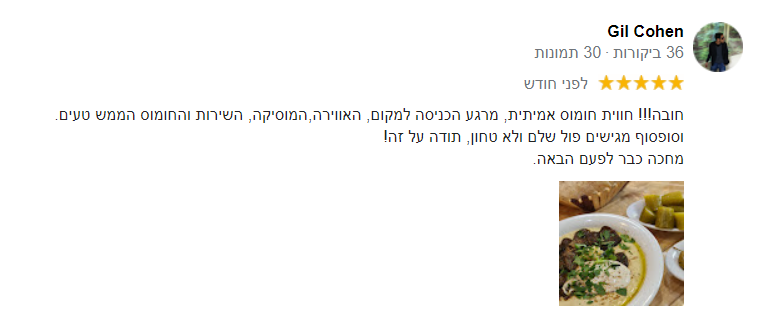 Gil Cohen
36 ביקורות · 30 תמונות
לפני חודש
חובה!!! חווית חומוס אמיתית, מרגע הכניסה למקום, האווירה,המוסיקה, השירות והחומוס הממש טעים.
וסופסוף מגישים פול שלם ולא טחון, תודה על זה!
מחכה כבר לפעם הבאה.